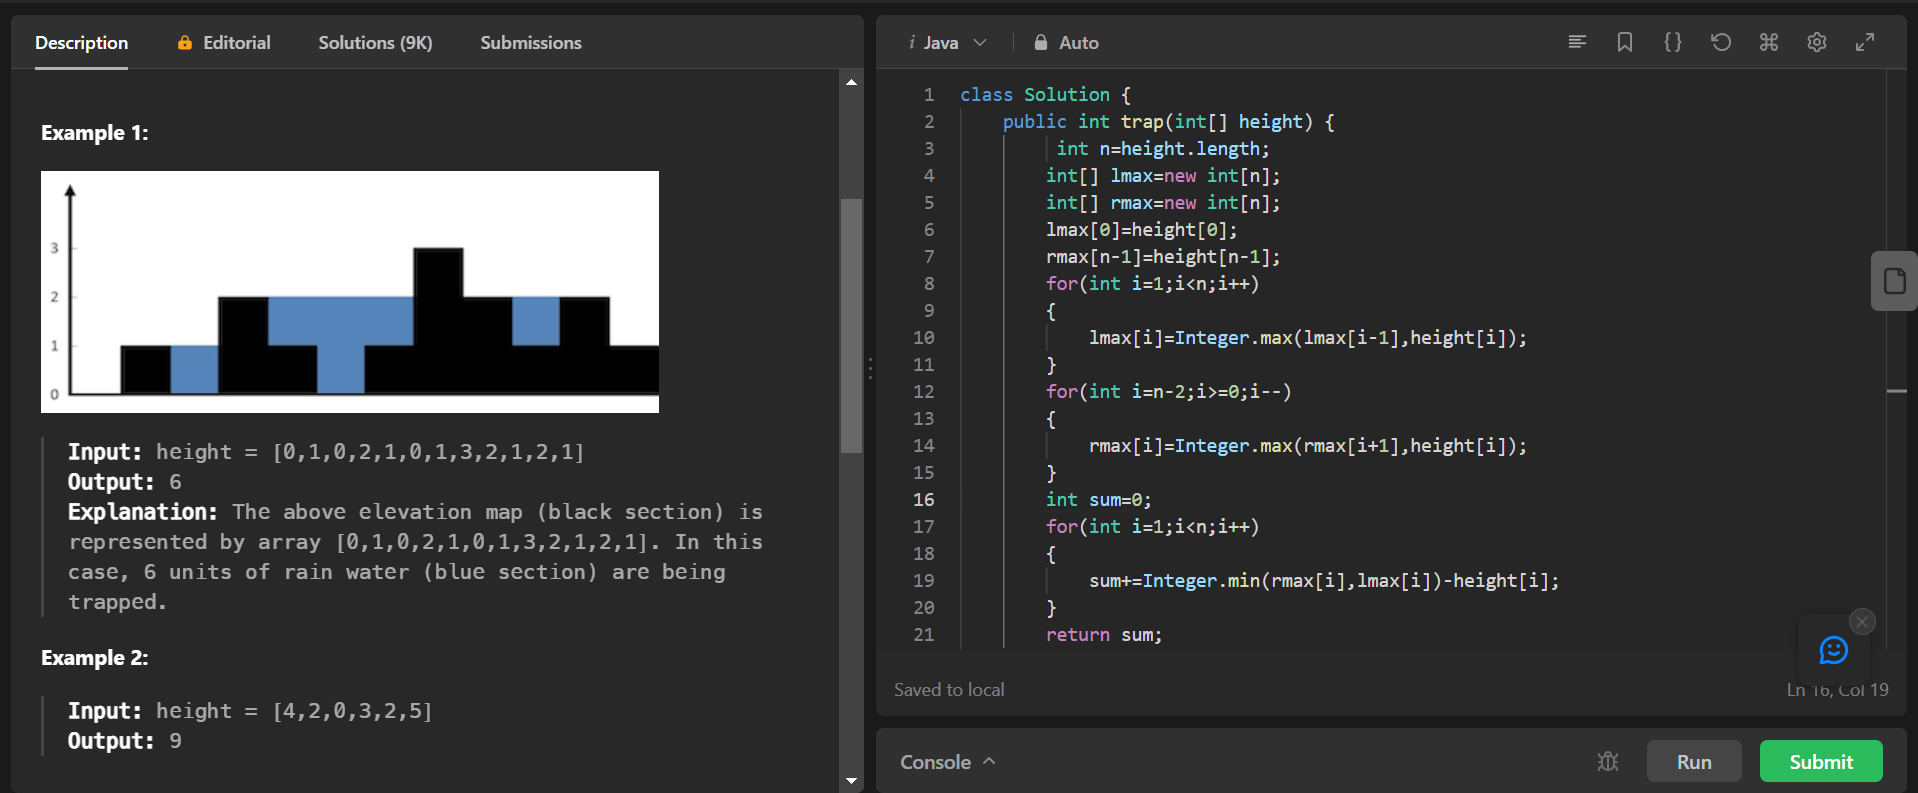 Description
Editorial
Solutions (9K)
Submissions
Example 1:
3
2
1
0
Input: height = [0,1,0,2,1,0,1,3,2,1,2,1]
Output: 6
Explanation: The above elevation map (black section) is
represented by array [0,1,0,2,1,0,1,3,2,1,2,1]. In this
case, 6 units of rain water (blue section) are being
trapped.
Example 2:
Input: height = [4,2,0,3,2,5]
Output: 9
i Java
Auto
{}
1 class Solution {
2 public int trap(int[] height) {
3 int n=height.length;
4 int[] lmax=new int[n];
5 int[] rmax=new int[n];
6 lmax[0]=height[0];
7 rmax[n-1]=height[n-1];
8 for(int i=1;i<n;i++)
9 {
10 lmax[i]=Integer.max(lmax[i-1],height[i]);
11 }
12 for(int i=n-2;i>=0;i--)
13 {
14 rmax[i]=Integer.max(rmax[i+1],height[i]);
15 }
16 int sum=0;
17 for(int i=1;i<n;i++)
18 {
19 sum+=Integer.min(rmax[i],lmax[i])-height[i];
20 }
21 return sum;
Saved to local
Ln 16, Col 19
Console
Run
Submit